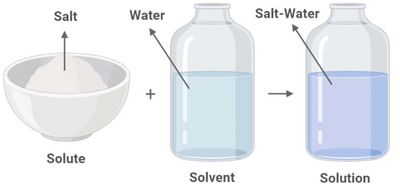 Salt
Water
Salt-Water
+
Solute
Solvent
Solution